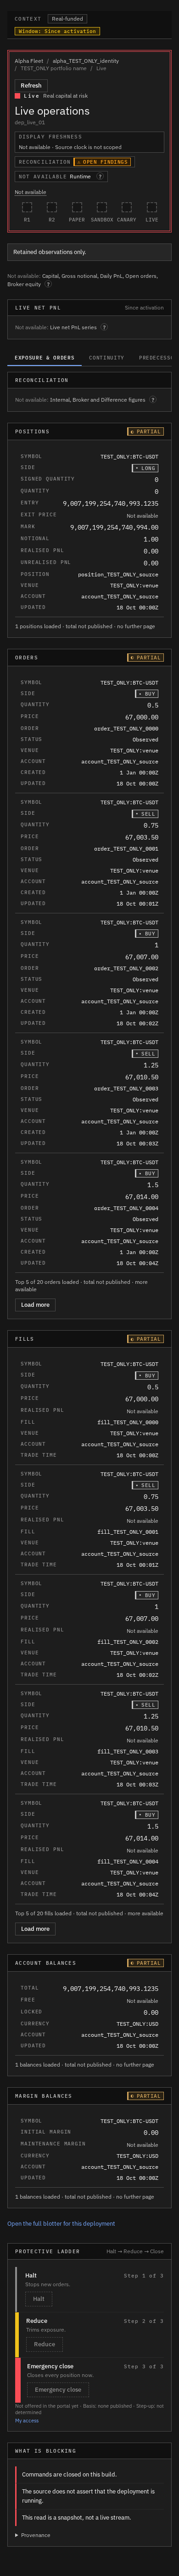 CONTEXT Real-funded
Window: Since activation
Alpha Fleet / alpha_TEST_ONLY_identity
/ TEST_ONLY portfolio name / Live
Refresh
Live Real capital at risk
Live operations
dep_live_01
DISPLAY FRESHNESS
Not available · Source clock is not scoped
RECONCILIATION ⚠ OPEN FINDINGS
NOT AVAILABLE Runtime ?
Not available
R1 R2 PAPER SANDBOX CANARY LIVE
Retained observations only.
Not available: Capital, Gross notional, Daily PnL, Open orders,
Broker equity ?
LIVE NET PNL Since activation
Not available: Live net PnL series ?
EXPOSURE & ORDERS CONTINUITY PREDECESSO
RECONCILIATION
Not available: Internal, Broker and Difference figures ?
POSITIONS ◐ PARTIAL
SYMBOL TEST_ONLY:BTC-USDT
SIDE • LONG
SIGNED QUANTITY 0
QUANTITY 0
ENTRY 9,007,199,254,740,993.1235
EXIT PRICE Not available
MARK 9,007,199,254,740,994.00
NOTIONAL 1.00
REALISED PNL 0.00
UNREALISED PNL 0.00
POSITION position_TEST_ONLY_source
VENUE TEST_ONLY:venue
ACCOUNT account_TEST_ONLY_source
UPDATED 18 Oct 00:00Z
1 positions loaded · total not published · no further page
ORDERS ◐ PARTIAL
SYMBOL TEST_ONLY:BTC-USDT
SIDE • BUY
QUANTITY 0.5
PRICE 67,000.00
ORDER order_TEST_ONLY_0000
STATUS Observed
VENUE TEST_ONLY:venue
ACCOUNT account_TEST_ONLY_source
CREATED 1 Jan 00:00Z
UPDATED 18 Oct 00:00Z
SYMBOL TEST_ONLY:BTC-USDT
SIDE • SELL
QUANTITY 0.75
PRICE 67,003.50
ORDER order_TEST_ONLY_0001
STATUS Observed
VENUE TEST_ONLY:venue
ACCOUNT account_TEST_ONLY_source
CREATED 1 Jan 00:00Z
UPDATED 18 Oct 00:01Z
SYMBOL TEST_ONLY:BTC-USDT
SIDE • BUY
QUANTITY 1
PRICE 67,007.00
ORDER order_TEST_ONLY_0002
STATUS Observed
VENUE TEST_ONLY:venue
ACCOUNT account_TEST_ONLY_source
CREATED 1 Jan 00:00Z
UPDATED 18 Oct 00:02Z
SYMBOL TEST_ONLY:BTC-USDT
SIDE • SELL
QUANTITY 1.25
PRICE 67,010.50
ORDER order_TEST_ONLY_0003
STATUS Observed
VENUE TEST_ONLY:venue
ACCOUNT account_TEST_ONLY_source
CREATED 1 Jan 00:00Z
UPDATED 18 Oct 00:03Z
SYMBOL TEST_ONLY:BTC-USDT
SIDE • BUY
QUANTITY 1.5
PRICE 67,014.00
ORDER order_TEST_ONLY_0004
STATUS Observed
VENUE TEST_ONLY:venue
ACCOUNT account_TEST_ONLY_source
CREATED 1 Jan 00:00Z
UPDATED 18 Oct 00:04Z
Top 5 of 20 orders loaded · total not published · more
available
Load more
FILLS ◐ PARTIAL
SYMBOL TEST_ONLY:BTC-USDT
SIDE • BUY
QUANTITY 0.5
PRICE 67,000.00
REALISED PNL Not available
FILL fill_TEST_ONLY_0000
VENUE TEST_ONLY:venue
ACCOUNT account_TEST_ONLY_source
TRADE TIME 18 Oct 00:00Z
SYMBOL TEST_ONLY:BTC-USDT
SIDE • SELL
QUANTITY 0.75
PRICE 67,003.50
REALISED PNL Not available
FILL fill_TEST_ONLY_0001
VENUE TEST_ONLY:venue
ACCOUNT account_TEST_ONLY_source
TRADE TIME 18 Oct 00:01Z
SYMBOL TEST_ONLY:BTC-USDT
SIDE • BUY
QUANTITY 1
PRICE 67,007.00
REALISED PNL Not available
FILL fill_TEST_ONLY_0002
VENUE TEST_ONLY:venue
ACCOUNT account_TEST_ONLY_source
TRADE TIME 18 Oct 00:02Z
SYMBOL TEST_ONLY:BTC-USDT
SIDE • SELL
QUANTITY 1.25
PRICE 67,010.50
REALISED PNL Not available
FILL fill_TEST_ONLY_0003
VENUE TEST_ONLY:venue
ACCOUNT account_TEST_ONLY_source
TRADE TIME 18 Oct 00:03Z
SYMBOL TEST_ONLY:BTC-USDT
SIDE • BUY
QUANTITY 1.5
PRICE 67,014.00
REALISED PNL Not available
FILL fill_TEST_ONLY_0004
VENUE TEST_ONLY:venue
ACCOUNT account_TEST_ONLY_source
TRADE TIME 18 Oct 00:04Z
Top 5 of 20 fills loaded · total not published · more available
Load more
ACCOUNT BALANCES ◐ PARTIAL
TOTAL 9,007,199,254,740,993.1235
FREE Not available
LOCKED 0.00
CURRENCY TEST_ONLY:USD
ACCOUNT account_TEST_ONLY_source
UPDATED 18 Oct 00:00Z
1 balances loaded · total not published · no further page
MARGIN BALANCES ◐ PARTIAL
SYMBOL TEST_ONLY:BTC-USDT
INITIAL MARGIN 0.00
MAINTENANCE MARGIN Not available
CURRENCY TEST_ONLY:USD
ACCOUNT account_TEST_ONLY_source
UPDATED 18 Oct 00:00Z
1 balances loaded · total not published · no further page
Open the full blotter for this deployment
PROTECTIVE LADDER Halt → Reduce → Close
Halt Step 1 of 3
Stops new orders.
Halt
Reduce Step 2 of 3
Trims exposure.
Reduce
Emergency close Step 3 of 3
Closes every position now.
Emergency close
Not offered in the portal yet · Basis: none published · Step-up: not
determined
My access
WHAT IS BLOCKING
Commands are closed on this build.
The source does not assert that the deployment is
running.
This read is a snapshot, not a live stream.
▸ Provenance